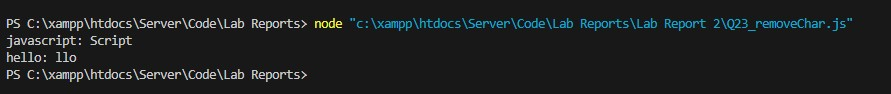 PS C:\xampp\htdocs\Server\Code\Lab Reports> node "c:\xampp\htdocs\Server\Code\Lab Reports\Lab Report 2\Q23_removeChar.js"
javascript: Script
hello: llo
PS C:\xampp\htdocs\Server\Code\Lab Reports>